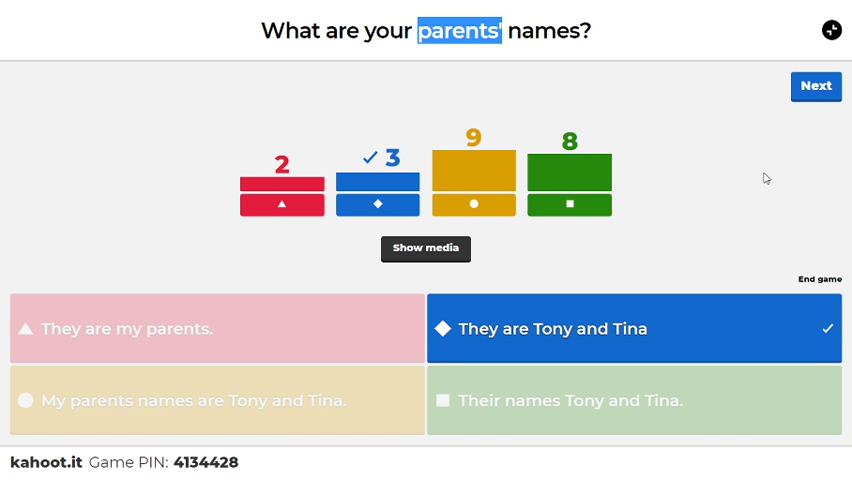 What are your parents' names?
Next
2
3
9
8
Show media
End game
They are my parents.
They are Tony and Tina
My parents names are Tony and Tina.
Their names Tony and Tina.
kahoot.it Game PIN: 4134428